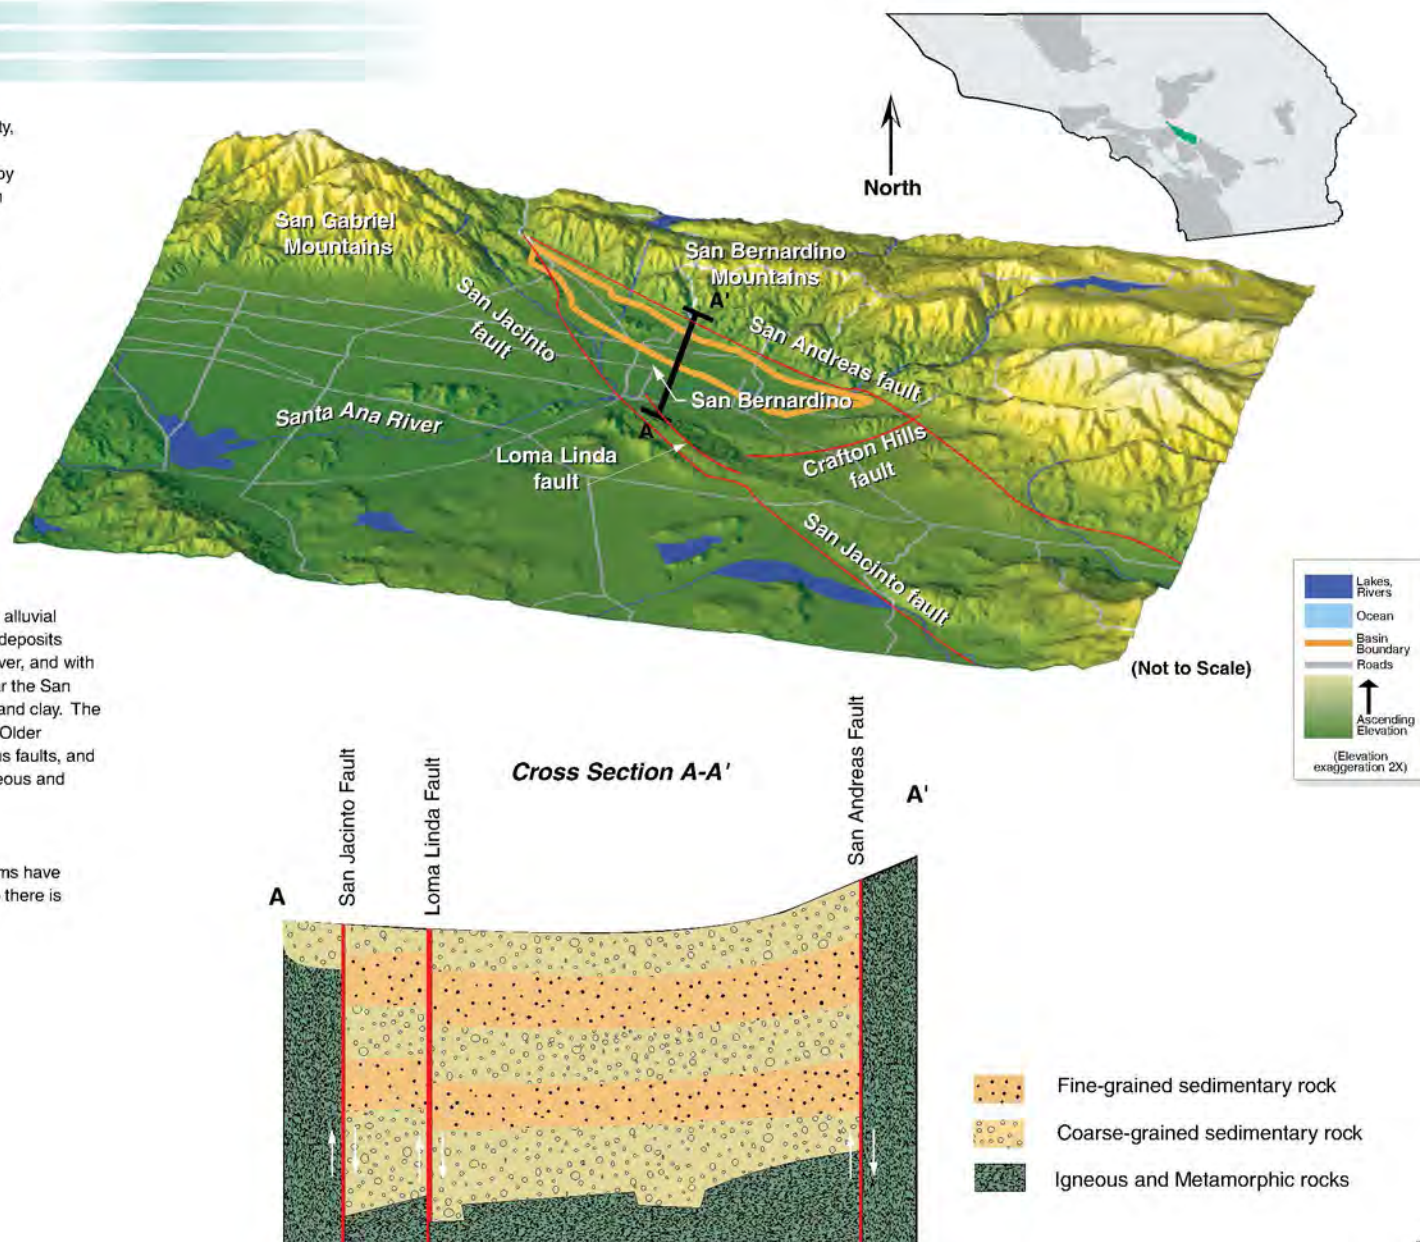 ty,
by
San Gabriel
Mountains
San Bernardino
Mountains
North
A'
San Jacinto
fault
San Andreas fault
San Bernardino
Santa Ana River
A
Loma Linda
fault
Crafton Hills
fault
San Jacinto fault
(Not to Scale)
Lakes,
Rivers
Ocean
Basin
Boundary
Roads
Ascending
Elevation
(Elevation
exaggeration 2X)
alluvial
deposits
ver, and with
r the San
and clay. The
Older
s faults, and
eous and
ms have
there is
Cross Section A-A'
A
San Jacinto Fault
Loma Linda Fault
San Andreas Fault
A'
Fine-grained sedimentary rock
Coarse-grained sedimentary rock
Igneous and Metamorphic rocks